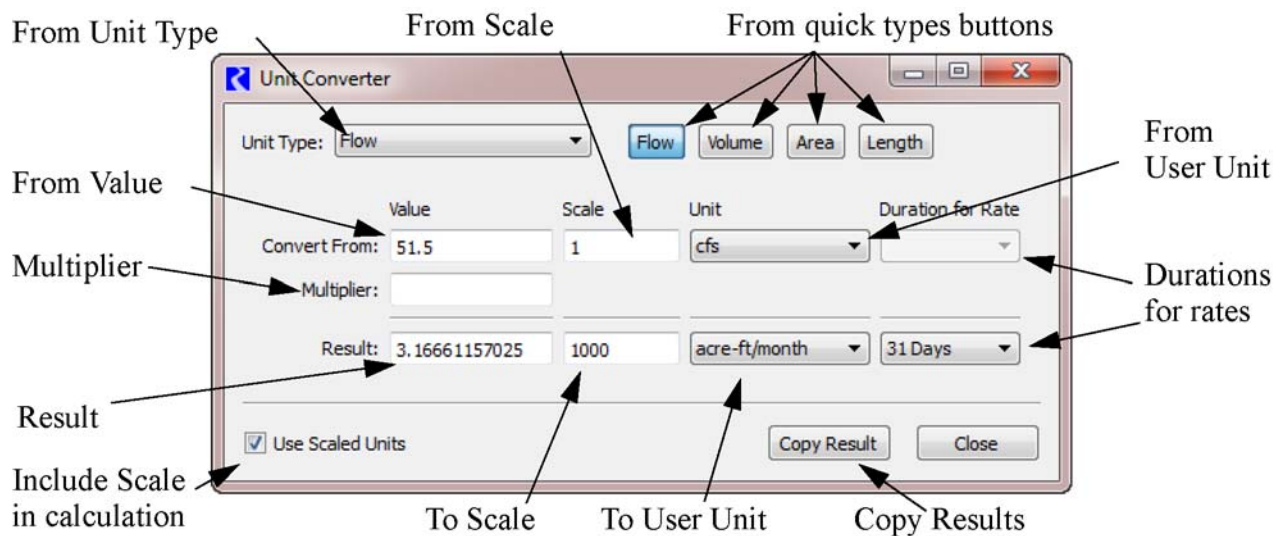 From Unit Type
From Scale
From quick types buttons
Unit Converter
Unit Type: Flow
Flow
Volume
Area
Length
From
User Unit
From Value
Value
Scale
Unit
Duration for Rate
Convert From: 51.5
1
cfs
Multiplier
Multiplier:
Durations
for rates
Result: 3.16661157025
1000
acre-ft/month
31 Days
Result
Use Scaled Units
Copy Result
Close
Include Scale
in calculation
To Scale
To User Unit
Copy Results